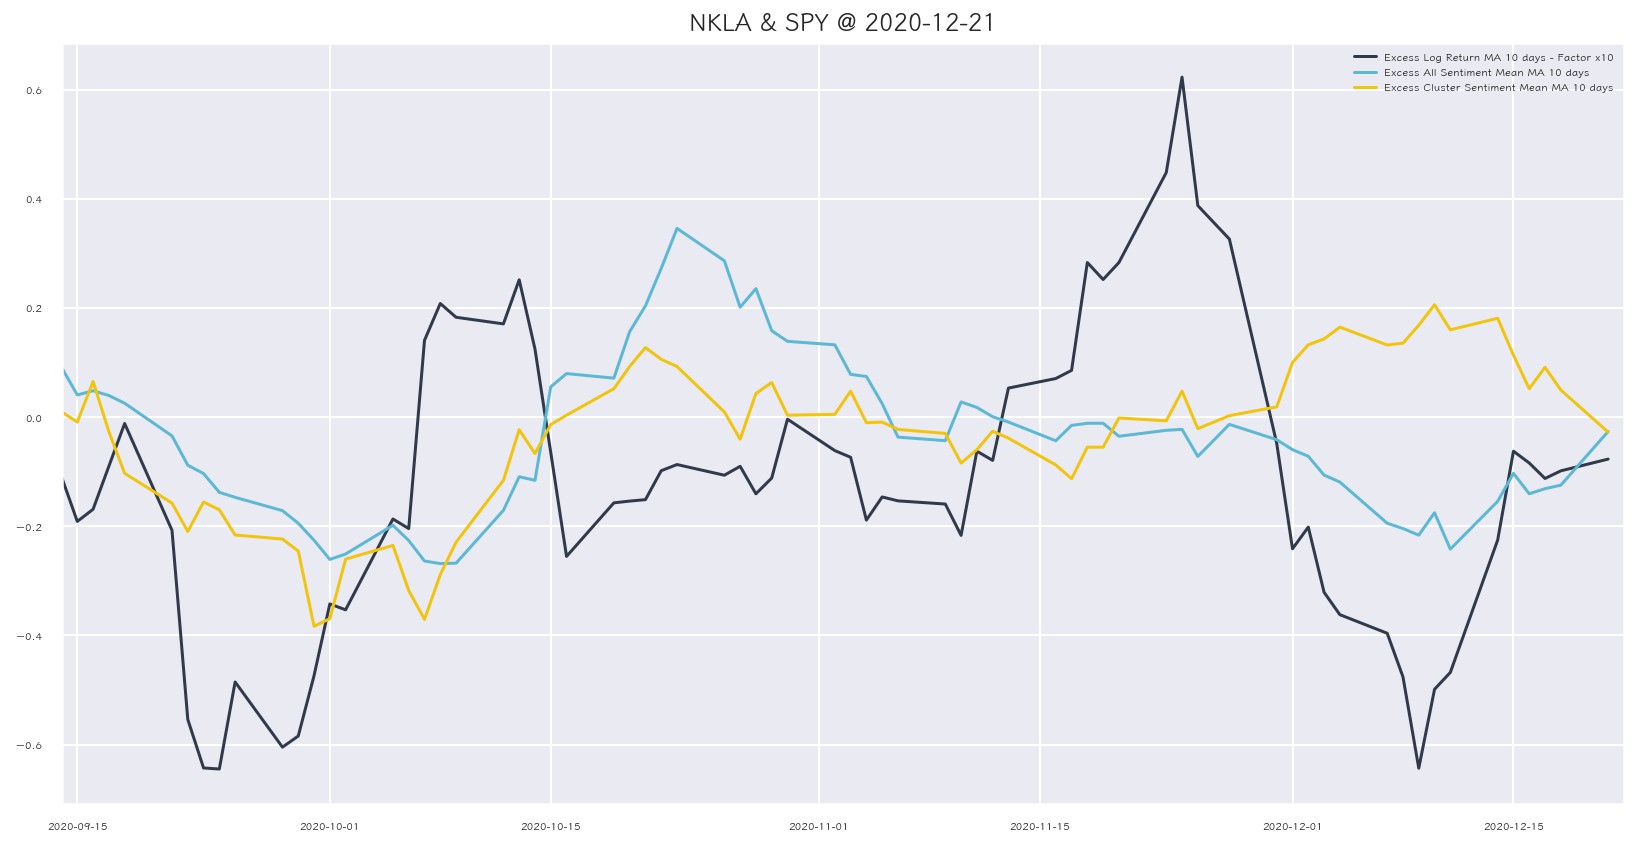 NKLA & SPY @ 2020-12-21
Excess Log Return MA 10 days - Factor x10
Excess All Sentiment Mean MA 10 days
Excess Cluster Sentiment Mean MA 10 days
0.6
0.4
0.2
0.0
−0.2
−0.4
−0.6
2020-09-15 2020-10-01 2020-10-15 2020-11-01 2020-11-15 2020-12-01 2020-12-15